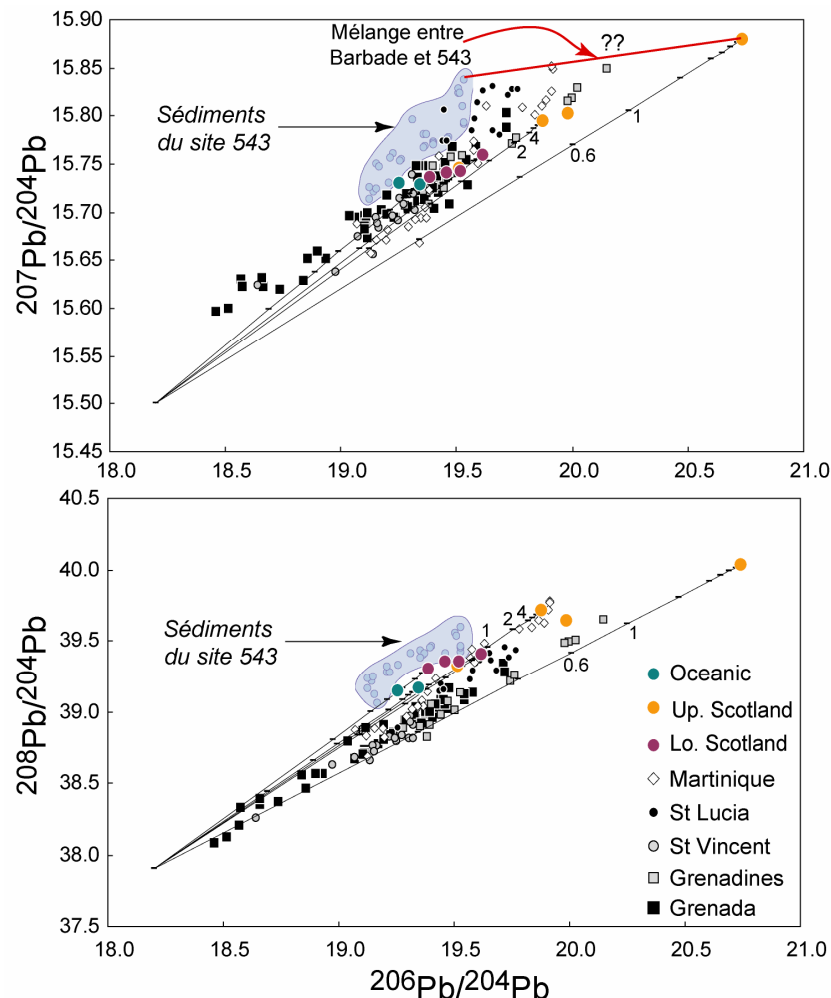 15.90
15.85
15.80
15.75
15.70
15.65
15.60
15.55
15.50
15.45
207Pb/204Pb
Mélange entre
Barbade et 543
??
Sédiments
du site 543
4
2
1
0.6
18.0 18.5 19.0 19.5 20.0 20.5 21.0
40.5
40.0
39.5
39.0
38.5
38.0
37.5
208Pb/204Pb
Sédiments
du site 543
1
2
4
1
0.6
Oceanic
Up. Scotland
Lo. Scotland
Martinique
St Lucia
St Vincent
Grenadines
Grenada
18.0 18.5 19.0 19.5 20.0 20.5 21.0
206Pb/204Pb